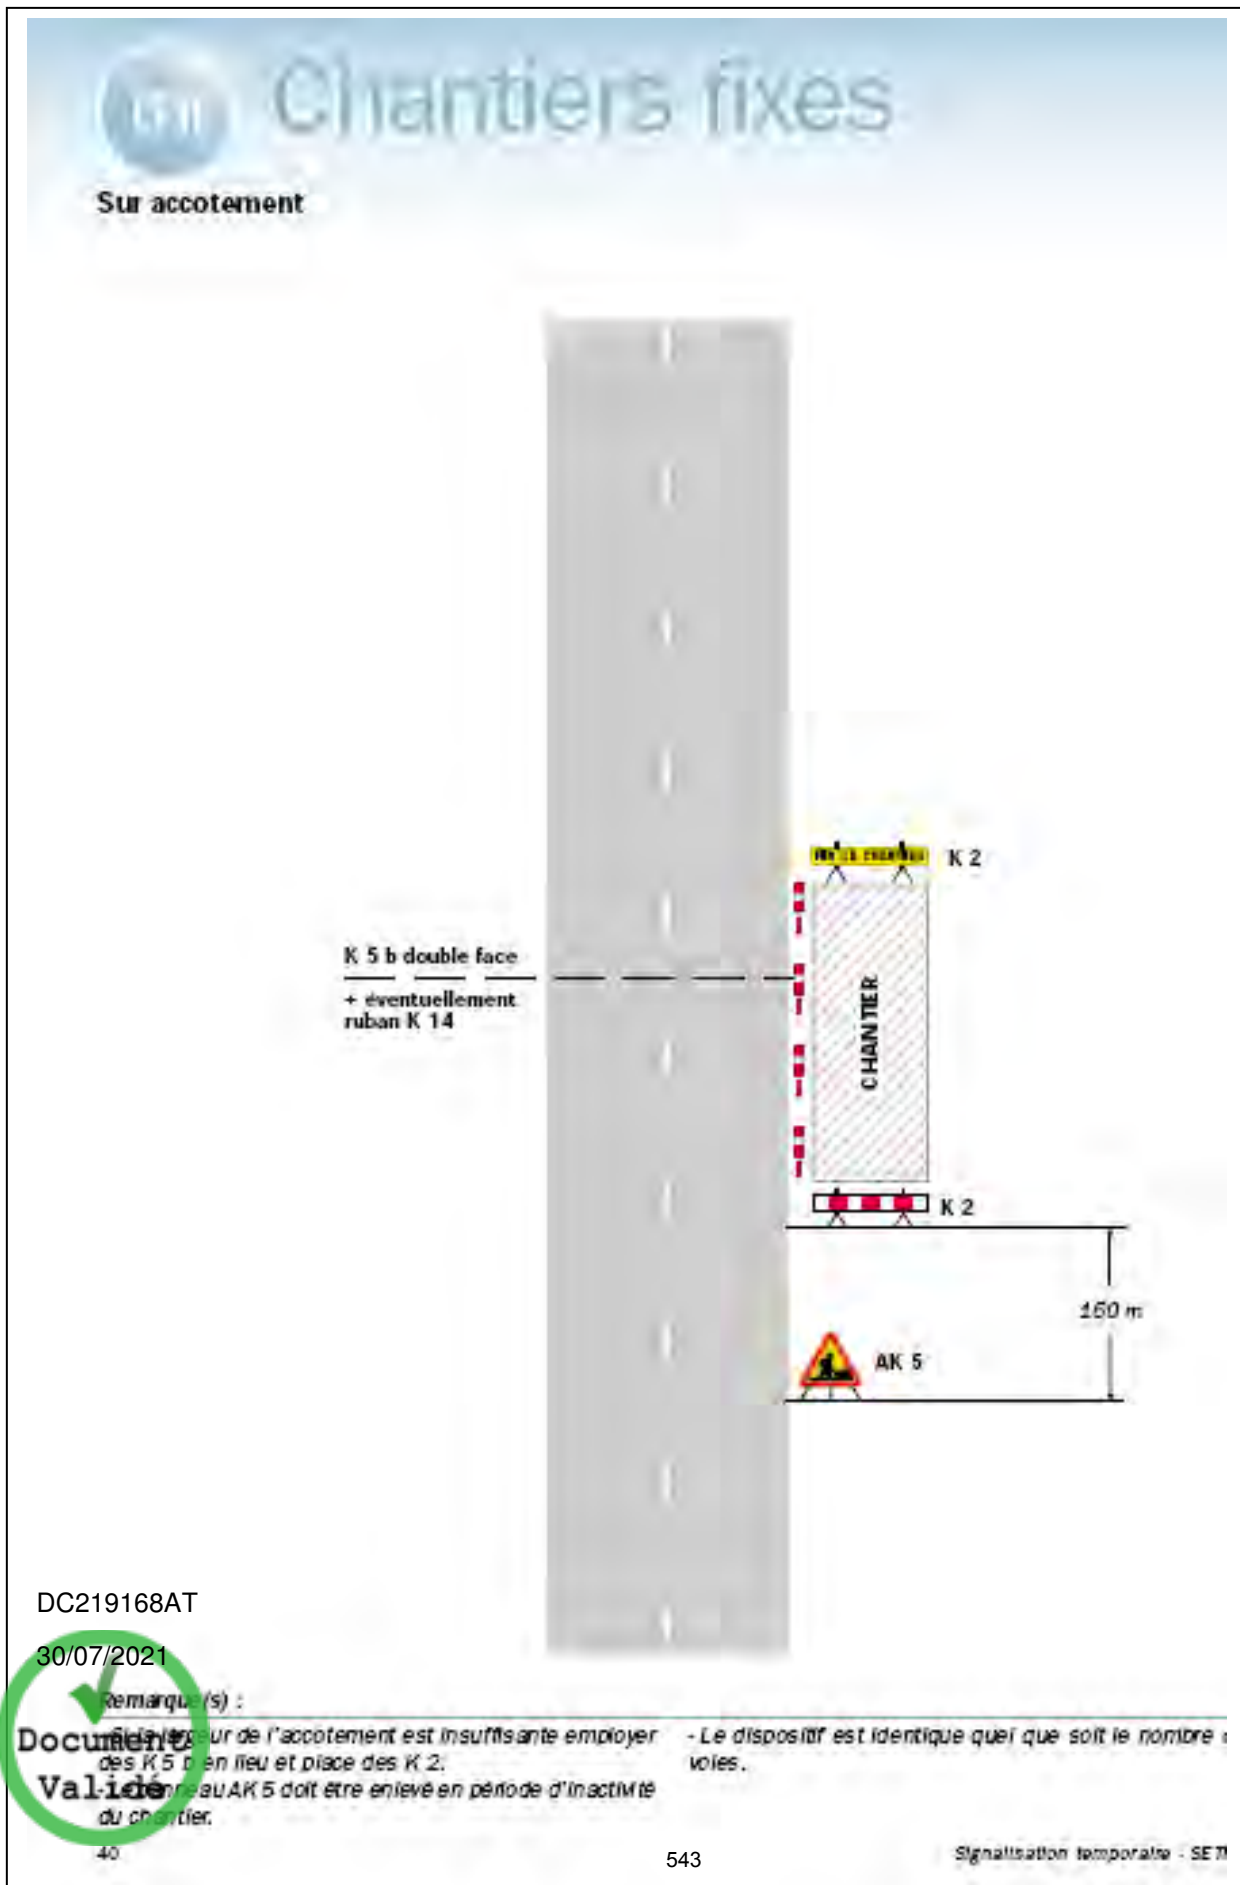 Chantiers fixes
Sur accotement
K 2
K 5 b double face
+ éventuellement
ruban K 14
CHANTIER
K 2
150 m
AK 5
DC219168AT
30/07/2021
Remarque(s) :
- Si la largeur de l'accotement est insuffisante employer
des K 5 b en lieu et place des K 2.
- Le panneau AK 5 doit être enlevé en période d'inactivité
du chantier.
- Le dispositif est identique quel que soit le nombre
voies.
Document
Validé
40
543
Signalisation temporaire - SET